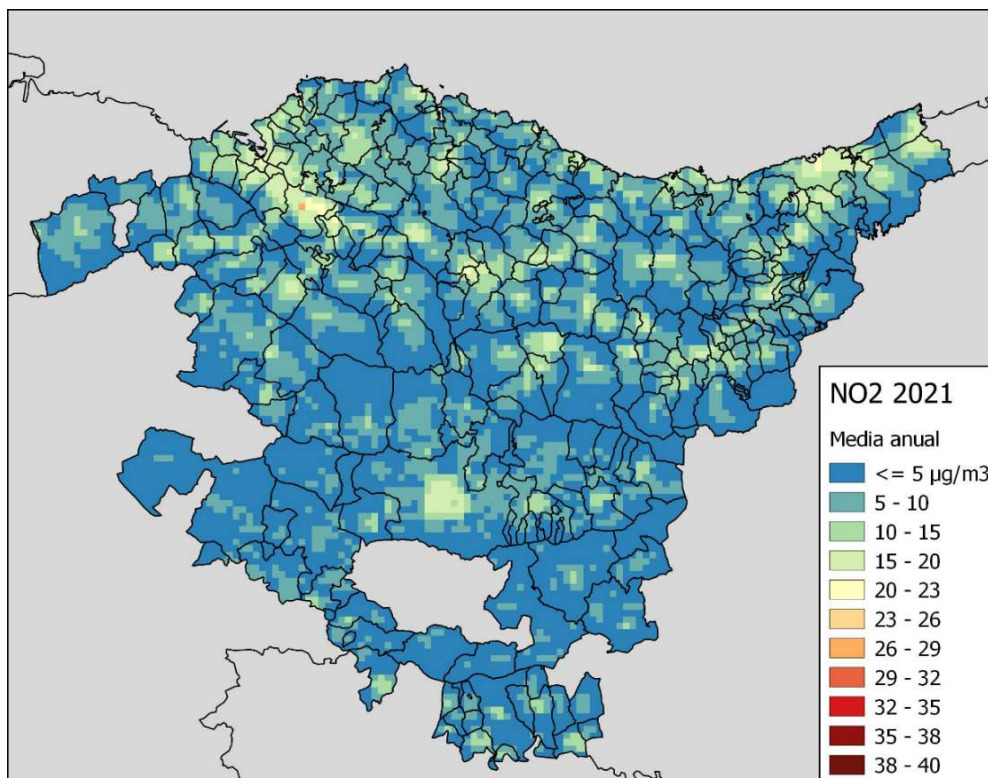 NO2 2021
Media anual
<= 5 µg/m3
5 - 10
10 - 15
15 - 20
20 - 23
23 - 26
26 - 29
29 - 32
32 - 35
35 - 38
38 - 40